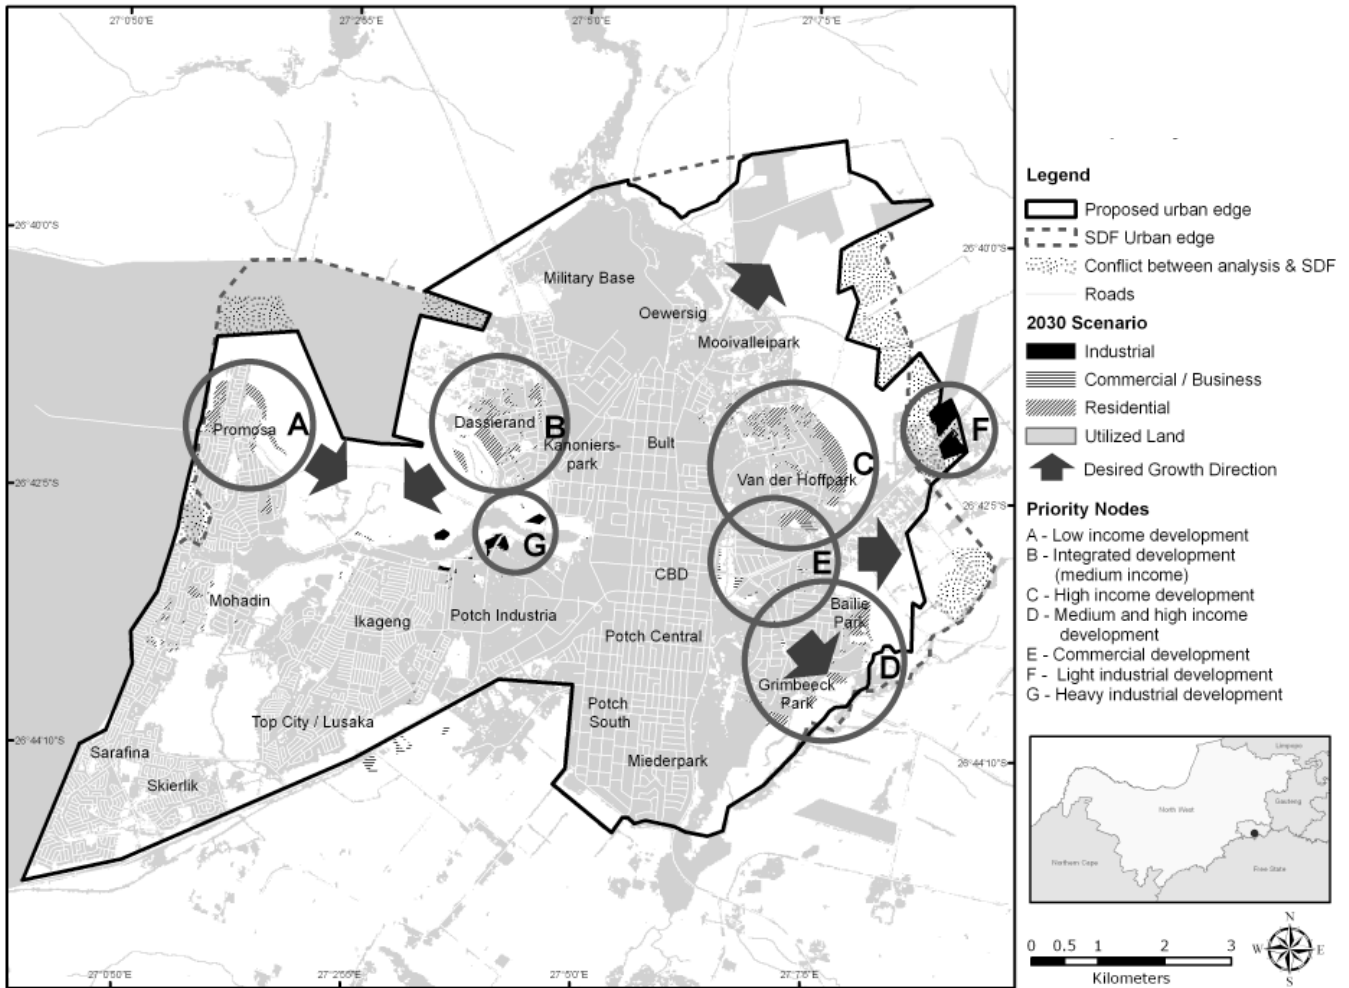 27°0'50"E
27°2'55"E
27°5'0"E
27°7'5"E
26°40'0"S
26°40'0"S
Military Base
Oewersig
Mooivalleipark
Promosa
A
Dassierand
B
Kanoniers-
park
Bult
Van der Hoffpark
C
F
26°42'5"S
26°42'5"S
G
E
CBD
Mohadin
Ikageng
Potch Industria
Potch Central
Bailie
Park
D
Grimbeeck
Park
Top City / Lusaka
Potch
South
26°44'10"S
26°44'10"S
Sarafina
Skierlik
Miederpark
27°0'50"E
27°2'55"E
27°5'0"E
27°7'5"E
Legend
Proposed urban edge
SDF Urban edge
Conflict between analysis & SDF
Roads
2030 Scenario
Industrial
Commercial / Business
Residential
Utilized Land
Desired Growth Direction
Priority Nodes
A - Low income development
B - Integrated development
(medium income)
C - High income development
D - Medium and high income
development
E - Commercial development
F - Light industrial development
G - Heavy industrial development
Limpopo
North West
Gauteng
Northern Cape
Free State
0 0.5 1 2 3
Kilometers
N
W
E
S